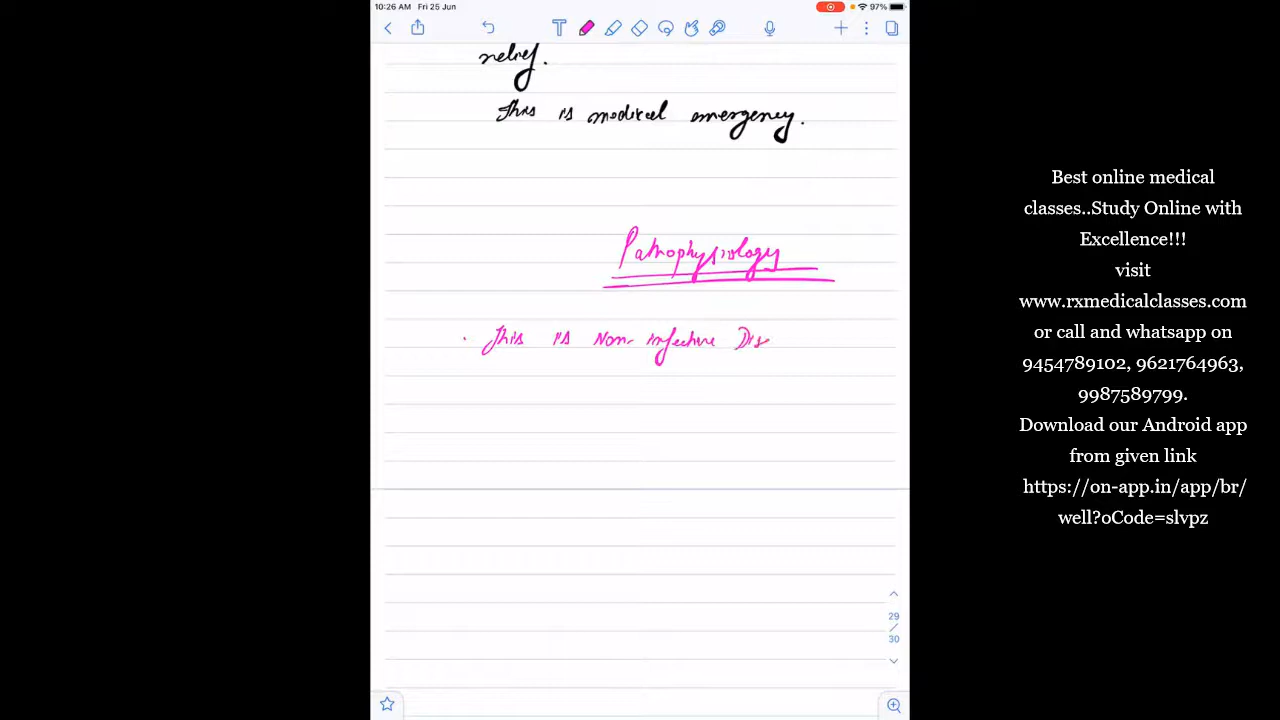 10:26 AM Fri 25 Jun
97%
relief.
This is medical emergency.
Pathophysiology
. This is Non-infective Dis
29
/
30
Best online medical
classes..Study Online with
Excellence!!!
visit
www.rxmedicalclasses.com
or call and whatsapp on
9454789102, 9621764963,
9987589799.
Download our Android app
from given link
https://on-app.in/app/br/
well?oCode=slvpz